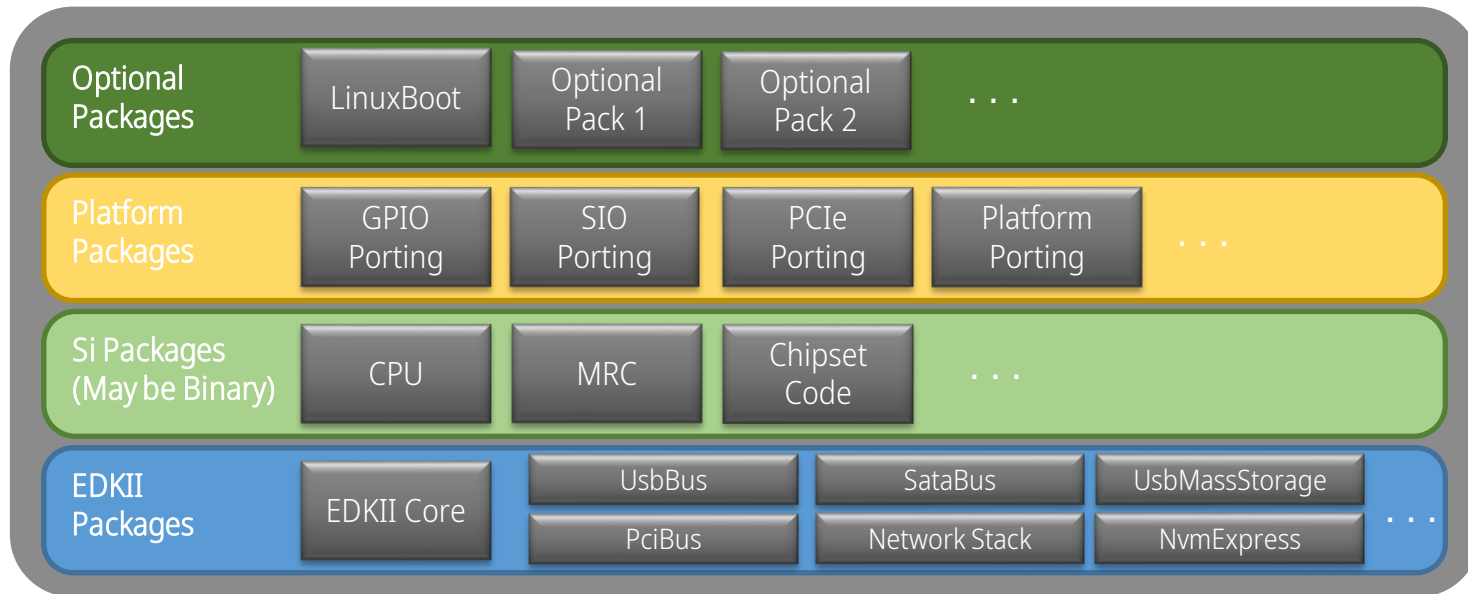 Optional
Packages
LinuxBoot
Optional
Pack 1
Optional
Pack 2
. . .
Platform
Packages
GPIO
Porting
SIO
Porting
PCIe
Porting
Platform
Porting
. . .
Si Packages
(May be Binary)
CPU
MRC
Chipset
Code
. . .
EDKII
Packages
EDKII Core
UsbBus
SataBus
UsbMassStorage
PciBus
Network Stack
NvmExpress
. . .